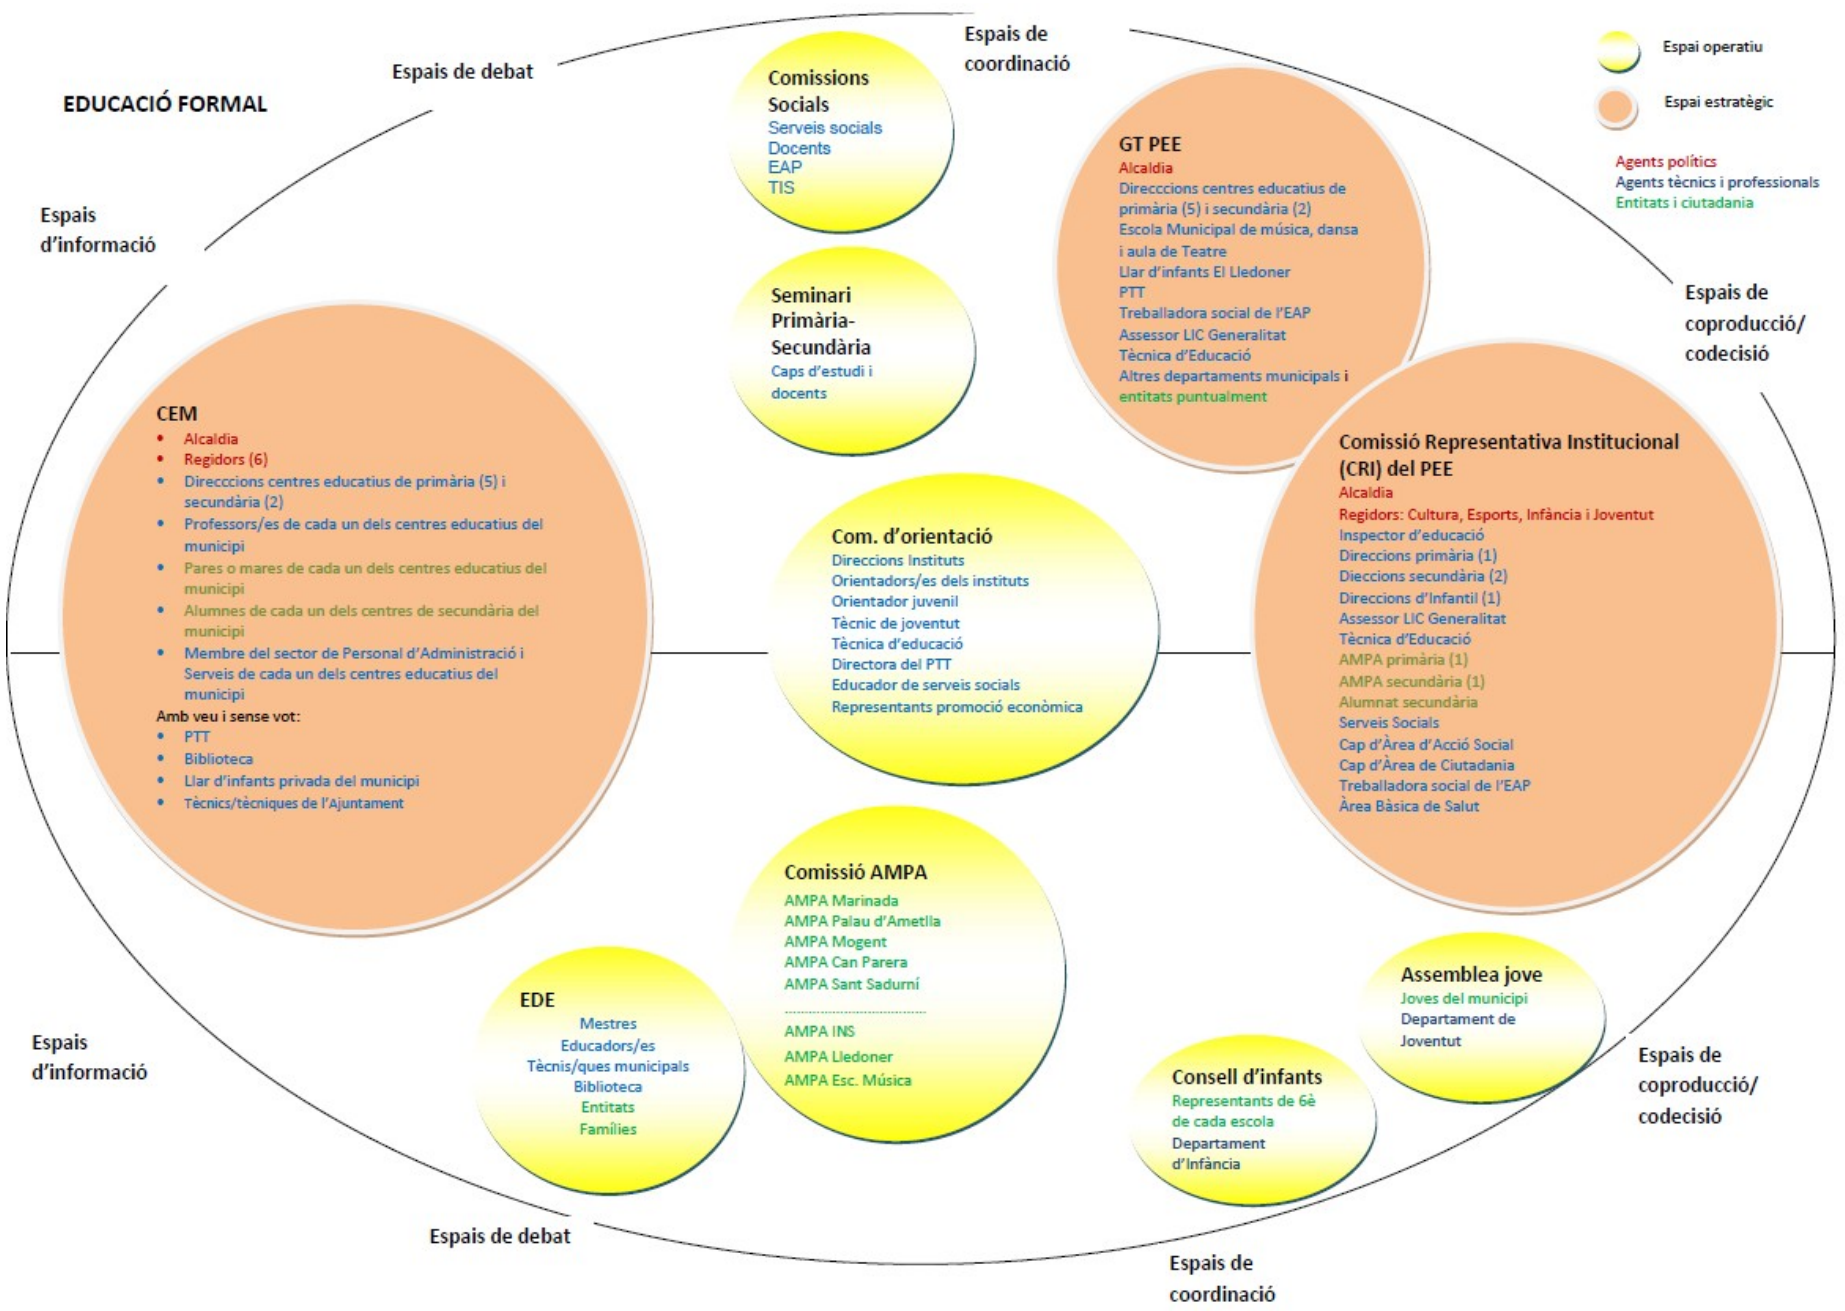 EDUCACIÓ FORMAL
Espais de debat
Espais
d'informació
Espais de
coordinació
Espai operatiu
Espai estratègic
Agents polítics
Agents tècnics i professionals
Entitats i ciutadania
Comissions
Socials
Serveis socials
Docents
EAP
TIS
GT PEE
Alcaldia
Direcccions centres educatius de
primària (5) i secundària (2)
Escola Municipal de música, dansa
i aula de Teatre
Llar d'infants El Lledoner
PTT
Treballadora social de l'EAP
Assessor LIC Generalitat
Tècnica d'Educació
Altres departaments municipals i
entitats puntualment
Espais de
coproducció/
codecisió
Seminari
Primària-
Secundària
Caps d'estudi i
docents
CEM
• Alcaldia
• Regidors (6)
• Direcccions centres educatius de primària (5) i
secundària (2)
• Professors/es de cada un dels centres educatius del
municipi
• Pares o mares de cada un dels centres educatius del
municipi
• Alumnes de cada un dels centres de secundària del
municipi
• Membre del sector de Personal d'Administració i
Serveis de cada un dels centres educatius del
municipi
Amb veu i sense vot:
• PTT
• Biblioteca
• Llar d'infants privada del municipi
• Tècnics/tècniques de l'Ajuntament
Com. d'orientació
Direccions Instituts
Orientadors/es dels instituts
Orientador juvenil
Tècnic de joventut
Tècnica d'educació
Directora del PTT
Educador de serveis socials
Representants promoció econòmica
Comissió Representativa Institucional
(CRI) del PEE
Alcaldia
Regidors: Cultura, Esports, Infància i Joventut
Inspector d'educació
Direccions primària (1)
Dieccions secundària (2)
Direccions d'Infantil (1)
Assessor LIC Generalitat
Tècnica d'Educació
AMPA primària (1)
AMPA secundària (1)
Alumnat secundària
Serveis Socials
Cap d'Àrea d'Acció Social
Cap d'Àrea de Ciutadania
Treballadora social de l'EAP
Àrea Bàsica de Salut
Comissió AMPA
AMPA Marinada
AMPA Palau d'Ametlla
AMPA Mogent
AMPA Can Parera
AMPA Sant Sadurní
......................................
AMPA INS
AMPA Lledoner
AMPA Esc. Música
EDE
Mestres
Educadors/es
Tècnis/ques municipals
Biblioteca
Entitats
Famílies
Assemblea jove
Joves del municipi
Departament de
Joventut
Consell d'infants
Representants de 6è
de cada escola
Departament
d'Infància
Espais
d'informació
Espais de debat
Espais de
coordinació
Espais de
coproducció/
codecisió